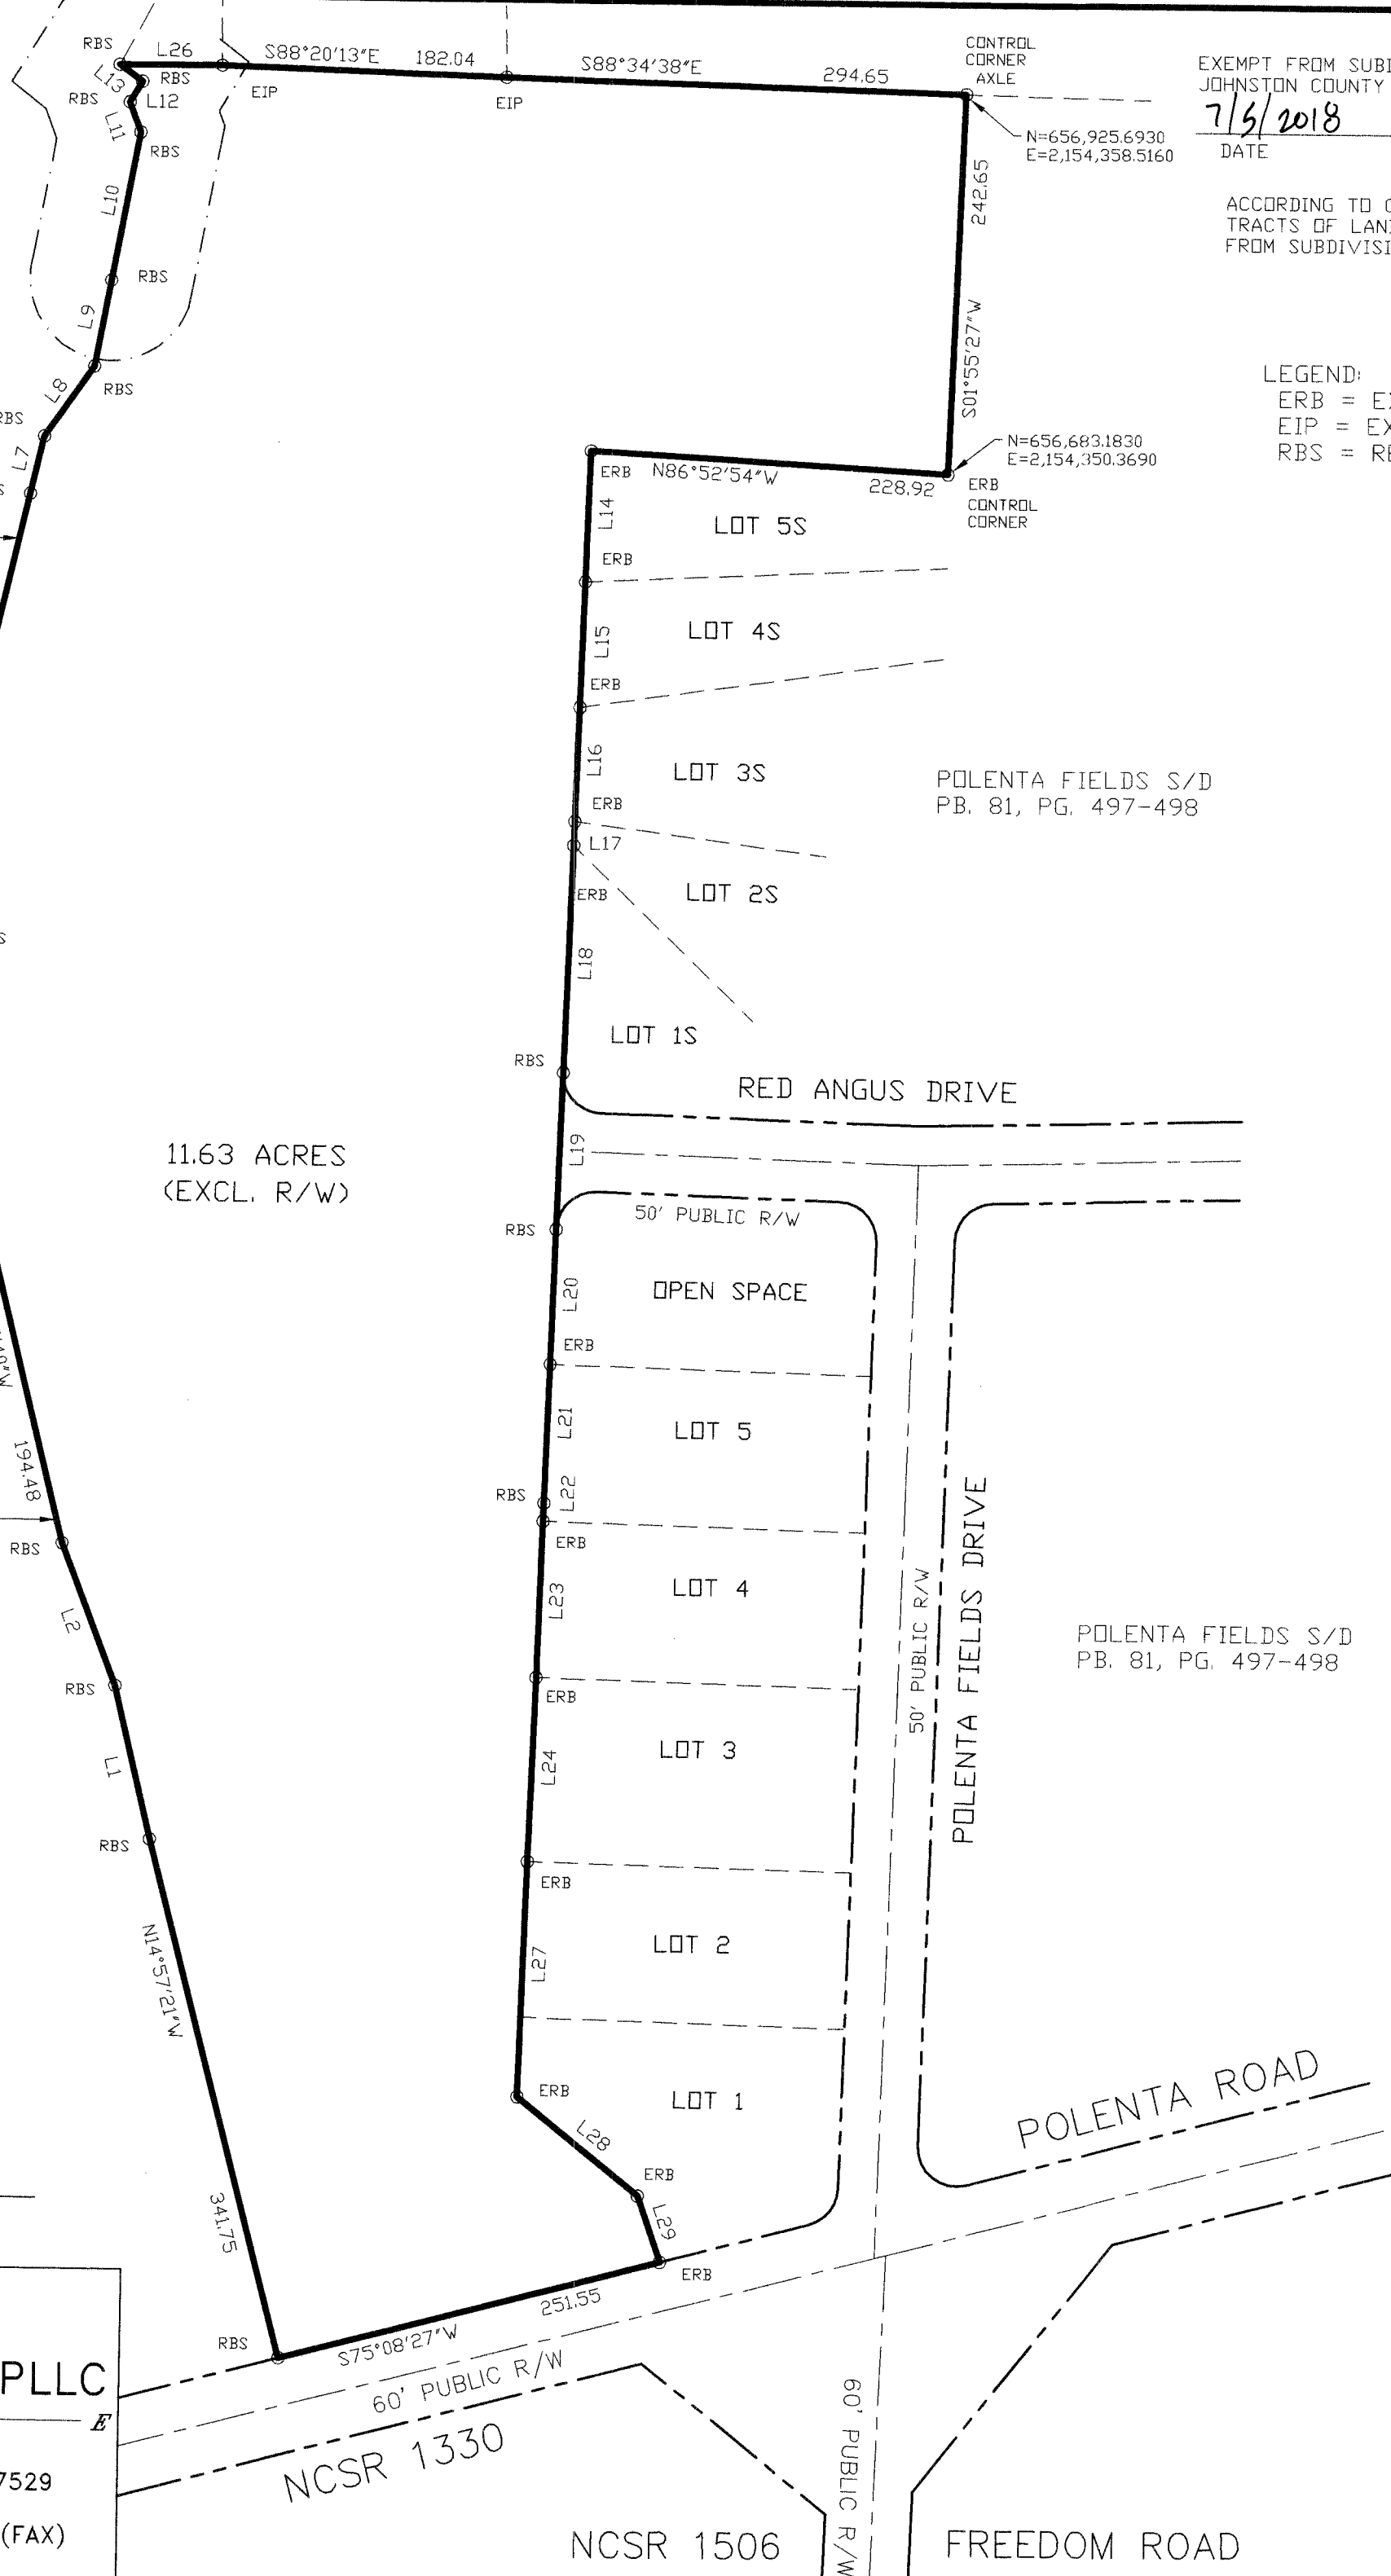 RBS
L26
S88°20'13"E
182.04
S88°34'38"E
294.65
CONTROL
CORNER
AXLE
EXEMPT FROM
JOHNSTON COUNTY
7/5/2018
DATE
L13
RBS
EIP
EIP
RBS
L12
L11
RBS
N=656,925.6930
E=2,154,358.5160
L10
242.65
ACCORDING TO
TRACTS OF
FROM
RBS
L9
S01°55'27"W
L8
RBS
LEGEND:
ERB =
EIP =
RBS =
L7
N=656,683.1830
E=2,154,350.3690
ERB
N86°52'54"W
228.92
ERB
CONTROL
CORNER
L14
LOT 5S
ERB
L15
LOT 4S
ERB
L16
LOT 3S
POLENTA FIELDS S/D
PB. 81, PG. 497-498
ERB
L17
ERB
LOT 2S
L18
LOT 1S
RBS
RED ANGUS DRIVE
L19
11.63 ACRES
(EXCL. R/W)
50' PUBLIC R/W
RBS
L20
OPEN SPACE
ERB
L21
LOT 5
194.48
L22
RBS
ERB
RBS
L23
LOT 4
POLENTA FIELDS DRIVE
50' PUBLIC R/W
L2
POLENTA FIELDS S/D
PB. 81, PG. 497-498
RBS
ERB
L24
LOT 3
L1
RBS
ERB
N14°57'21"W
L27
LOT 2
ERB
LOT 1
POLENTA ROAD
L28
ERB
341.75
L29
ERB
251.55
RBS
S75°08'27"W
60' PUBLIC R/W
PLLC
E
NCSR 1330
60' PUBLIC R/W
7529
(FAX)
NCSR 1506
FREEDOM ROAD